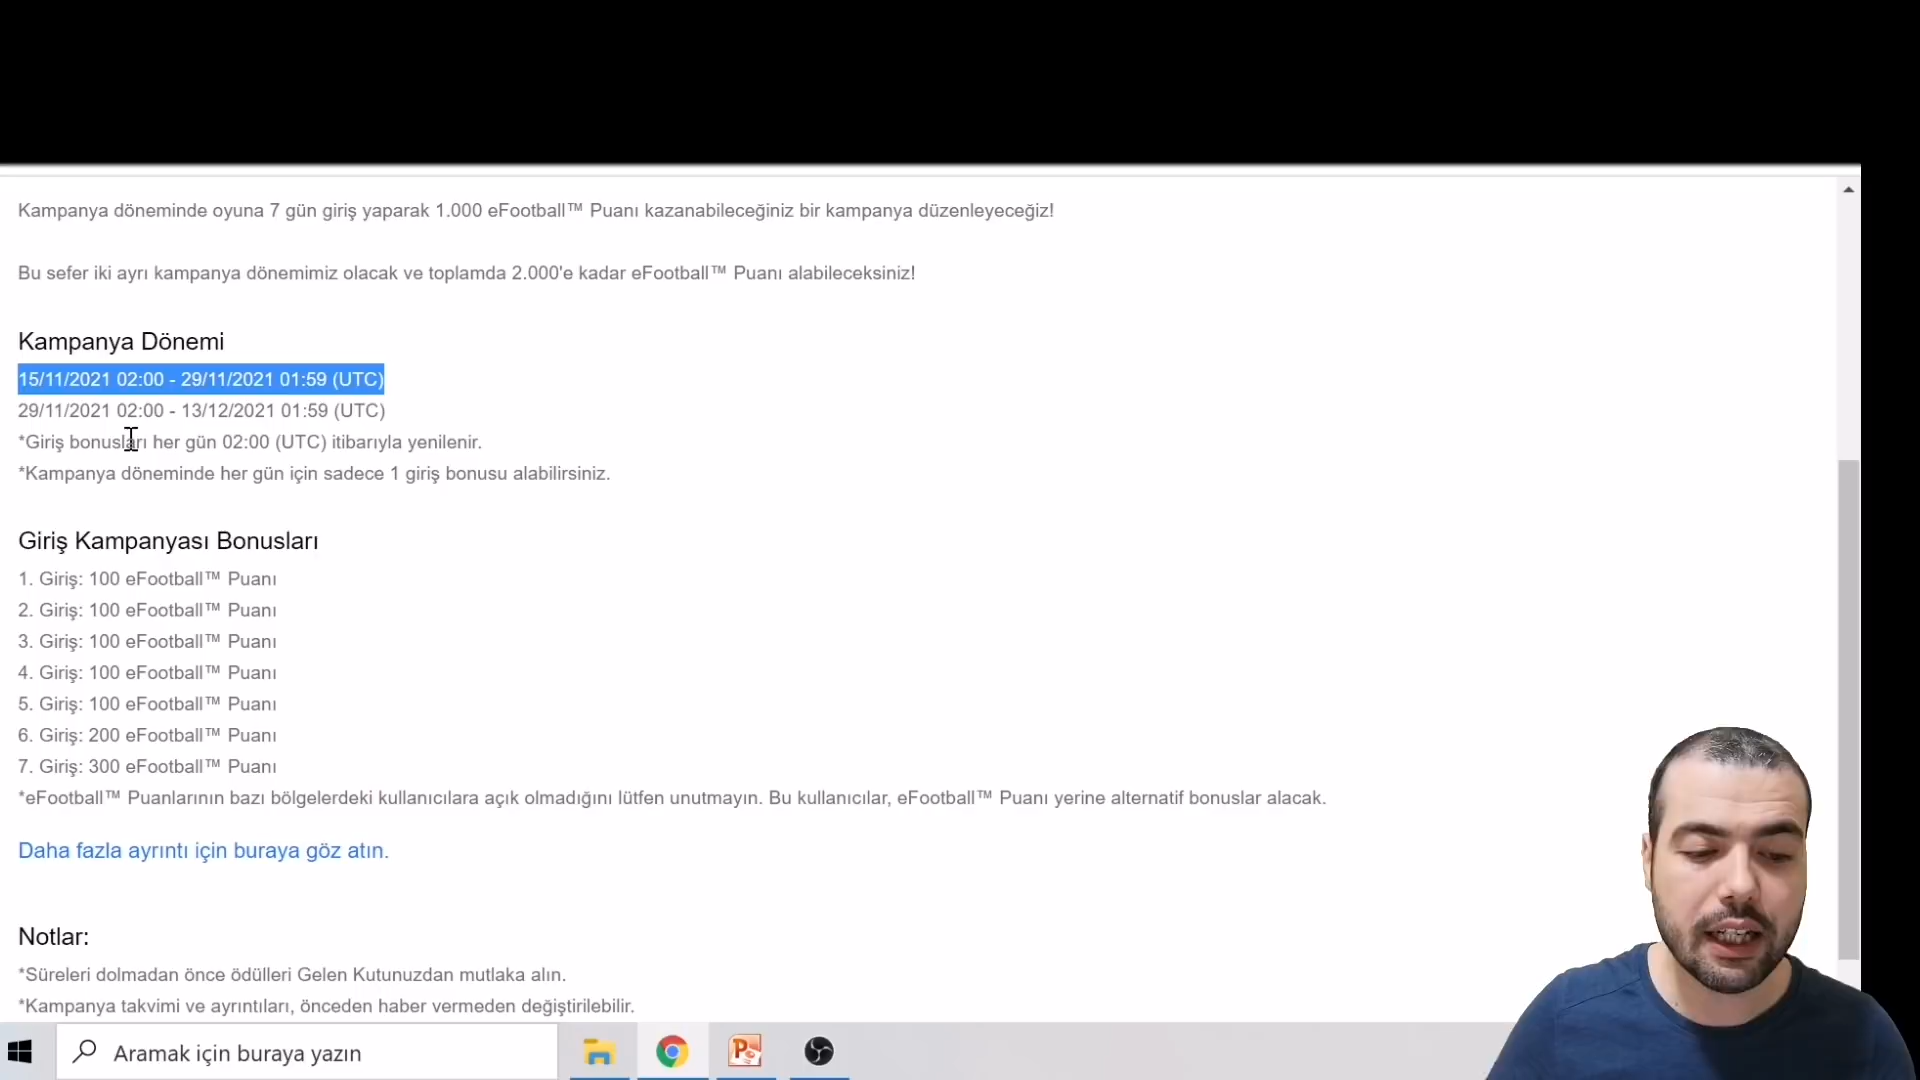 Kampanya döneminde oyuna 7 gün giriş yaparak 1.000 eFootball™ Puanı kazanabileceğiniz bir kampanya düzenleyeceğiz!
Bu sefer iki ayrı kampanya dönemimiz olacak ve toplamda 2.000'e kadar eFootball™ Puanı alabileceksiniz!
Kampanya Dönemi
15/11/2021 02:00 - 29/11/2021 01:59 (UTC)
29/11/2021 02:00 - 13/12/2021 01:59 (UTC)
*Giriş bonusları her gün 02:00 (UTC) itibarıyla yenilenir.
*Kampanya döneminde her gün için sadece 1 giriş bonusu alabilirsiniz.
Giriş Kampanyası Bonusları
1. Giriş: 100 eFootball™ Puanı
2. Giriş: 100 eFootball™ Puanı
3. Giriş: 100 eFootball™ Puanı
4. Giriş: 100 eFootball™ Puanı
5. Giriş: 100 eFootball™ Puanı
6. Giriş: 200 eFootball™ Puanı
7. Giriş: 300 eFootball™ Puanı
*eFootball™ Puanlarının bazı bölgelerdeki kullanıcılara açık olmadığını lütfen unutmayın. Bu kullanıcılar, eFootball™ Puanı yerine alternatif bonuslar alacak.
Daha fazla ayrıntı için buraya göz atın.
Notlar:
*Süreleri dolmadan önce ödülleri Gelen Kutunuzdan mutlaka alın.
*Kampanya takvimi ve ayrıntıları, önceden haber vermeden değiştirilebilir.
Aramak için buraya yazın